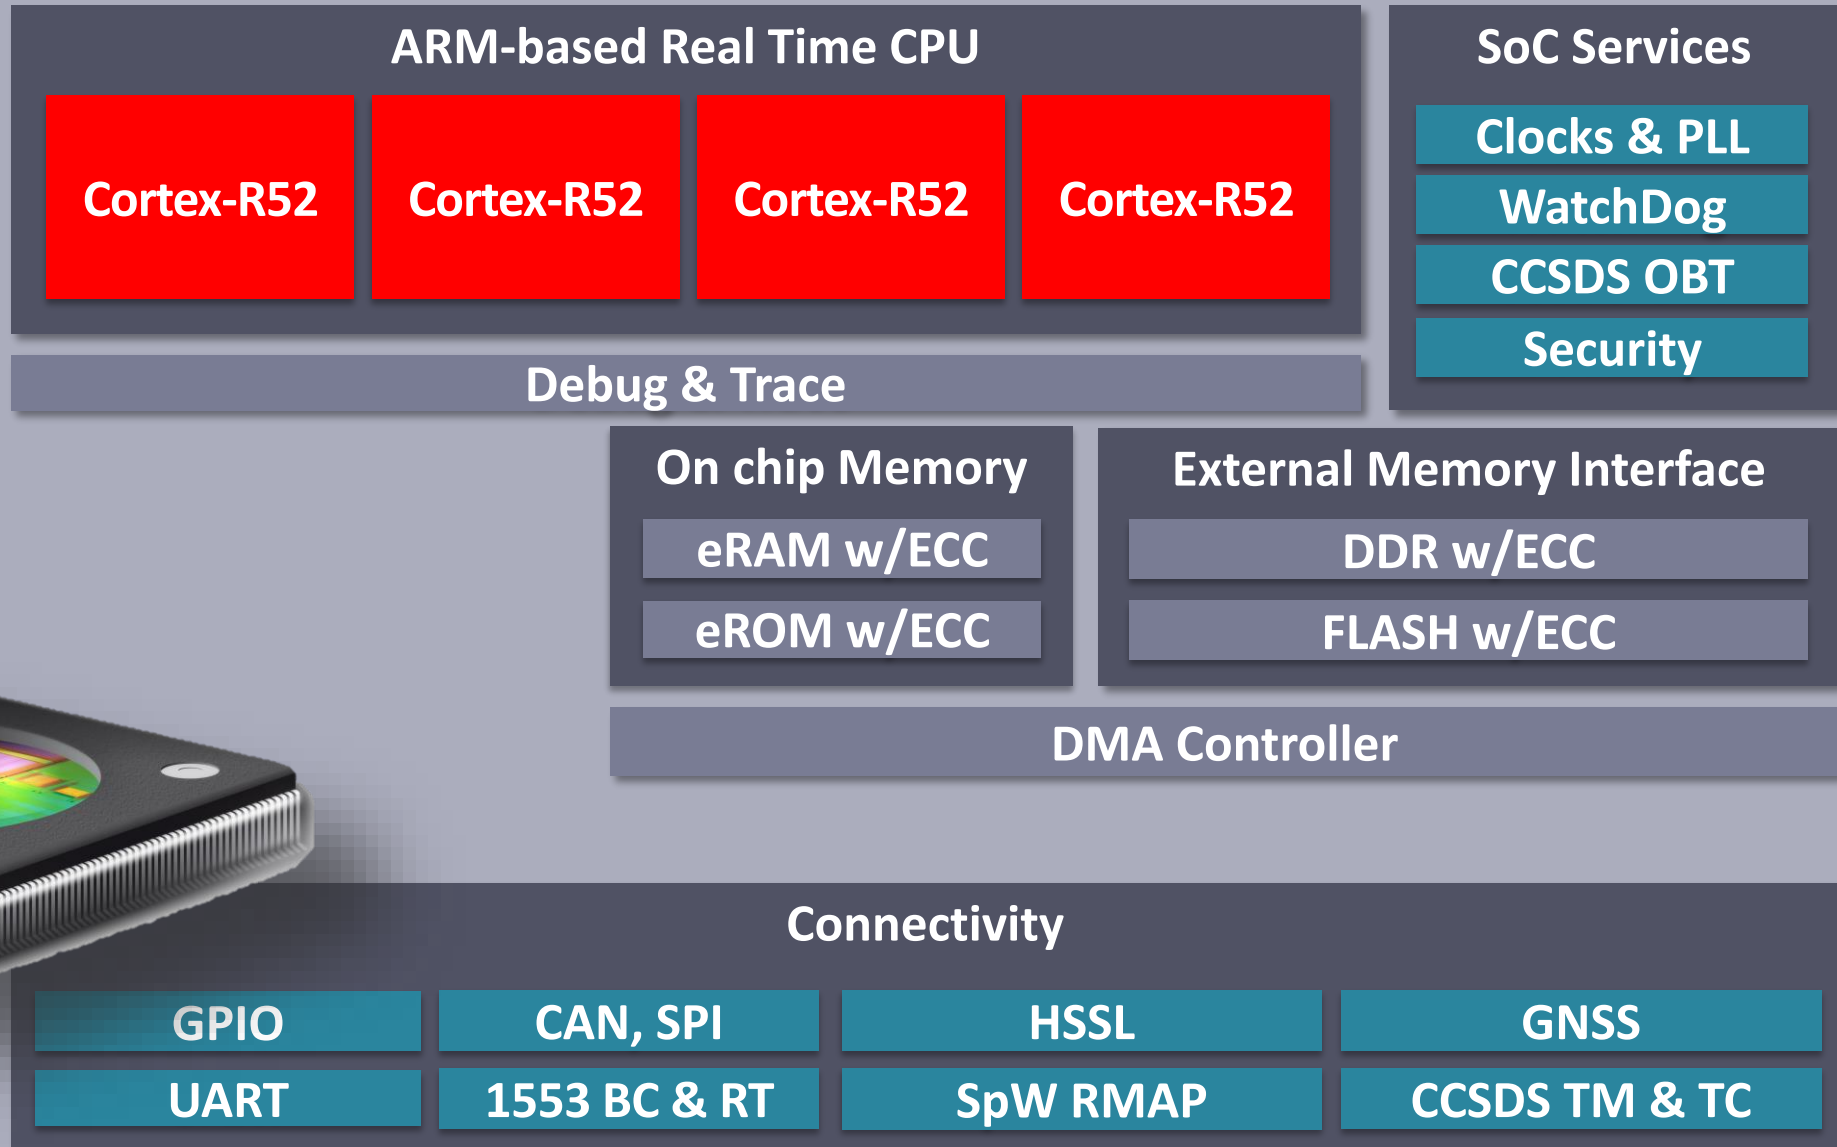 ARM-based Real Time CPU
Cortex-R52
Cortex-R52
Cortex-R52
Cortex-R52
Debug & Trace
SoC Services
Clocks & PLL
WatchDog
CCSDS OBT
Security
On chip Memory
eRAM w/ECC
eROM w/ECC
External Memory Interface
DDR w/ECC
FLASH w/ECC
DMA Controller
Connectivity
GPIO
CAN, SPI
HSSL
GNSS
UART
1553 BC & RT
SpW RMAP
CCSDS TM & TC